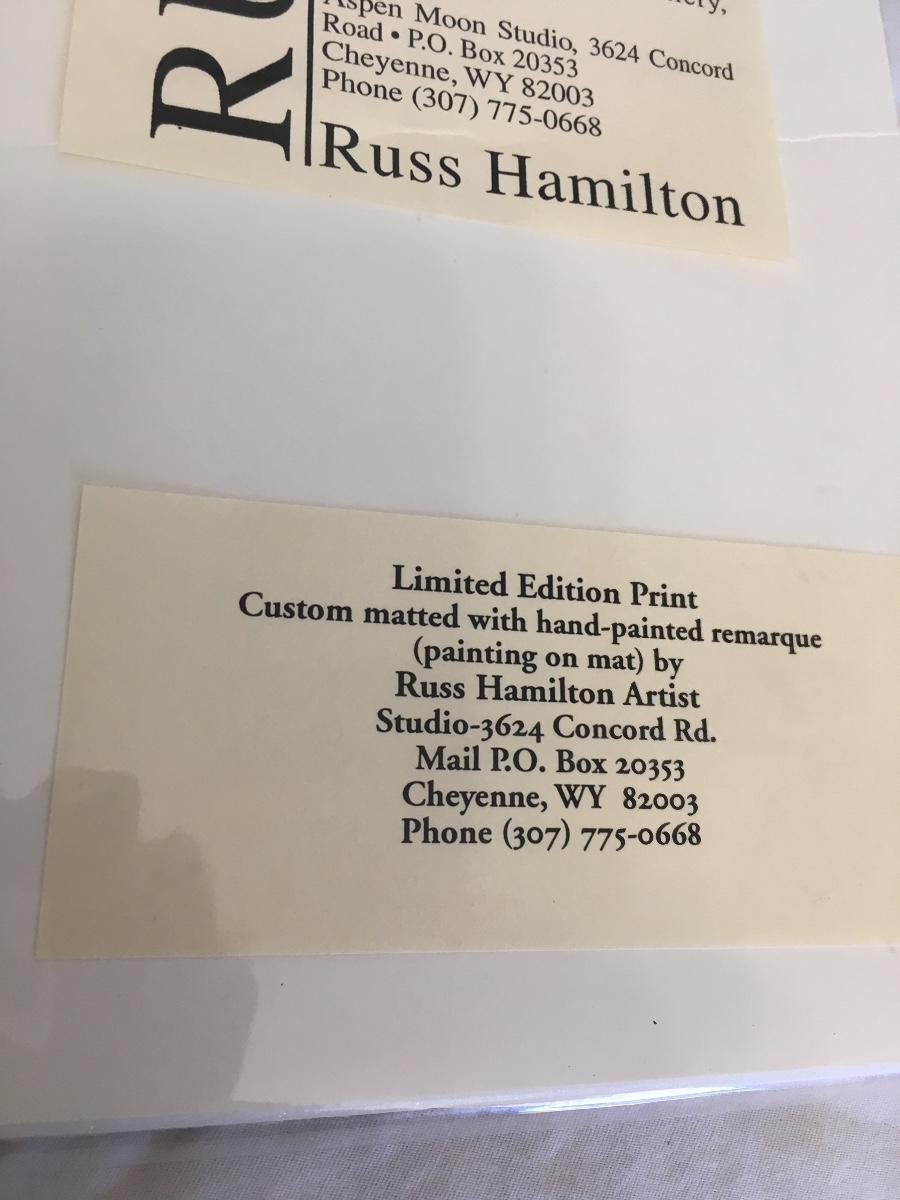 Aspen Moon Studio, 3624 Concord
Road • P.O. Box 20353
Cheyenne, WY 82003
Phone (307) 775-0668
Russ Hamilton
Limited Edition Print
Custom matted with hand-painted remarque
(painting on mat) by
Russ Hamilton Artist
Studio-3624 Concord Rd.
Mail P.O. Box 20353
Cheyenne, WY 82003
Phone (307) 775-0668